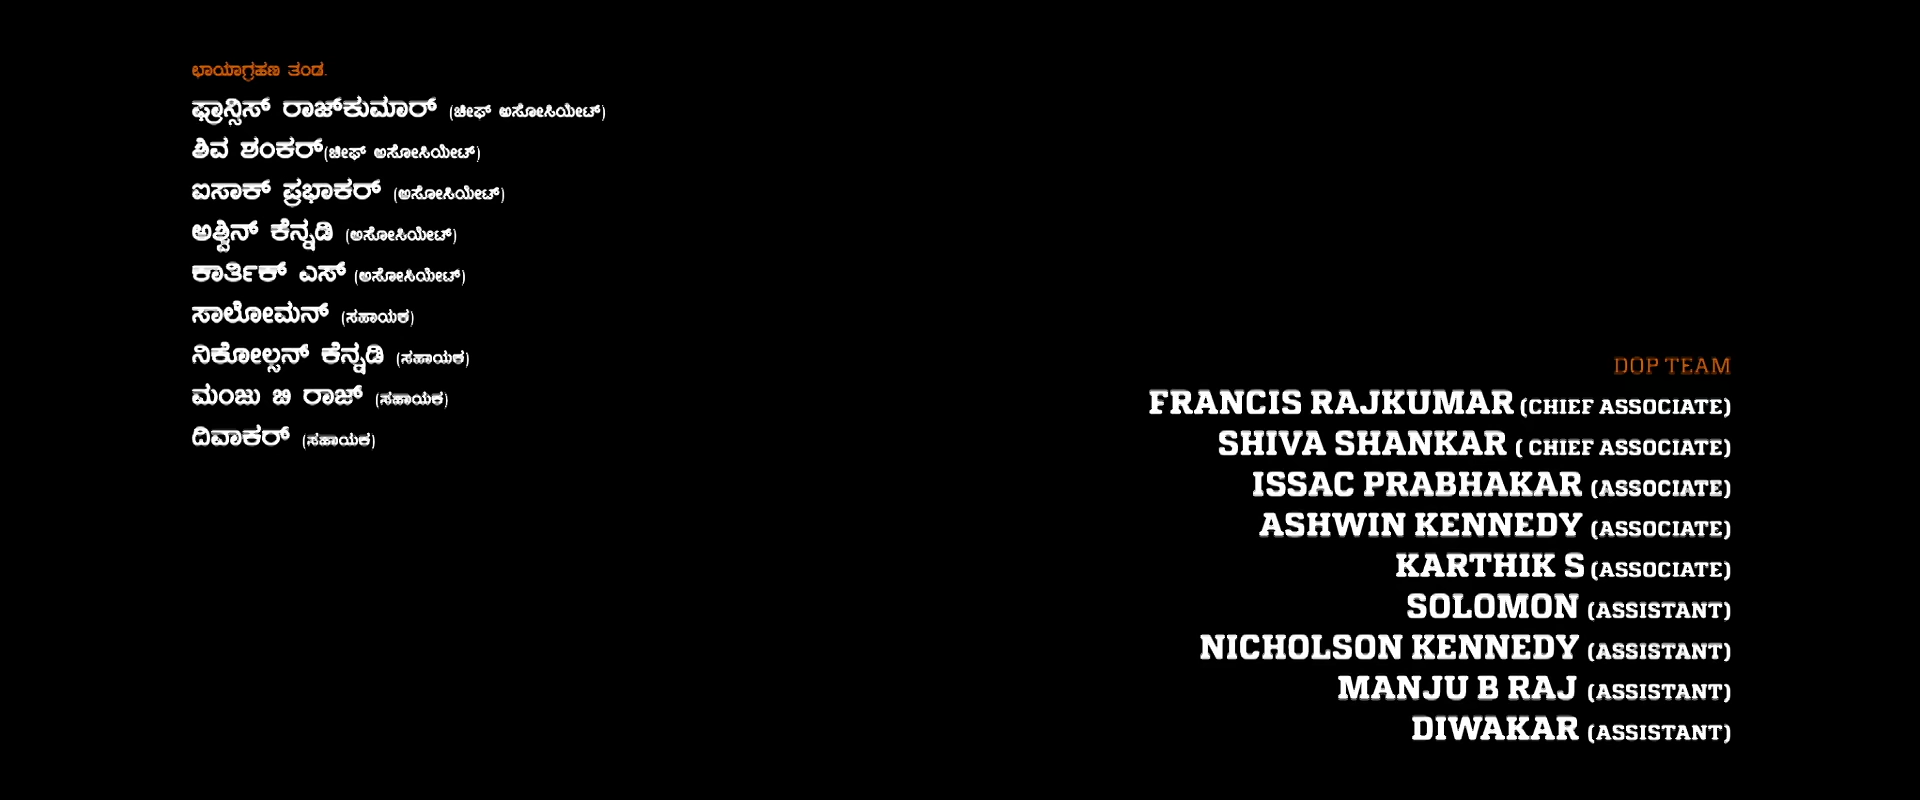 ಛಾಯಾಗ್ರಹಣ ತಂಡ.
ಫ್ರಾನ್ಸಿಸ್ ರಾಜ್‌ಕುಮಾರ್ (ಚೀಫ್ ಅಸೋಸಿಯೇಟ್)
ಶಿವ ಶಂಕರ್(ಚೀಫ್ ಅಸೋಸಿಯೇಟ್)
ಐಸಾಕ್ ಪ್ರಭಾಕರ್ (ಅಸೋಸಿಯೇಟ್)
ಅಶ್ವಿನ್ ಕೆನ್ನಡಿ (ಅಸೋಸಿಯೇಟ್)
ಕಾರ್ತಿಕ್ ಎಸ್ (ಅಸೋಸಿಯೇಟ್)
ಸಾಲೋಮನ್ (ಸಹಾಯಕ)
ನಿಕೋಲ್ಸನ್ ಕೆನ್ನಡಿ (ಸಹಾಯಕ)
ಮಂಜು ಬಿ ರಾಜ್ (ಸಹಾಯಕ)
ದಿವಾಕರ್ (ಸಹಾಯಕ)
DOP TEAM
FRANCIS RAJKUMAR (CHIEF ASSOCIATE)
SHIVA SHANKAR ( CHIEF ASSOCIATE)
ISSAC PRABHAKAR (ASSOCIATE)
ASHWIN KENNEDY (ASSOCIATE)
KARTHIK S (ASSOCIATE)
SOLOMON (ASSISTANT)
NICHOLSON KENNEDY (ASSISTANT)
MANJU B RAJ (ASSISTANT)
DIWAKAR (ASSISTANT)